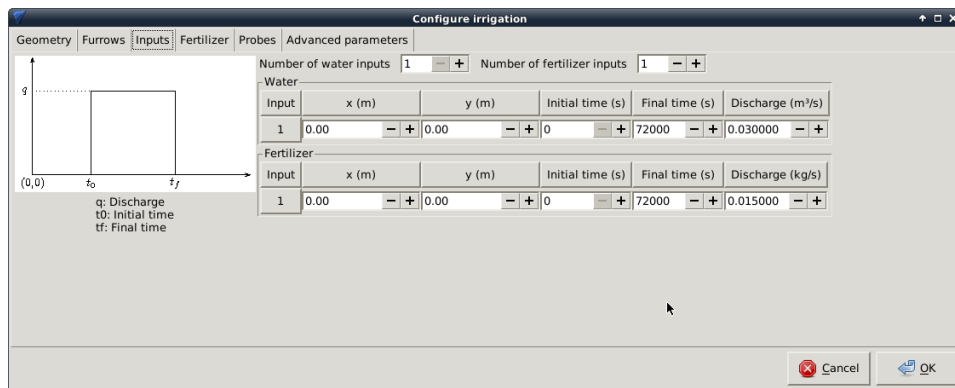 Configure irrigation
Geometry Furrows Inputs Fertilizer Probes Advanced parameters
Number of water inputs 1 Number of fertilizer inputs 1
Water
Input x (m) y (m) Initial time (s) Final time (s) Discharge (m³/s)
1 0.00 0.00 0 72000 0.030000
Fertilizer
Input x (m) y (m) Initial time (s) Final time (s) Discharge (kg/s)
1 0.00 0.00 0 72000 0.015000
q
(0,0) t0 tf
q: Discharge
t0: Initial time
tf: Final time
Cancel OK